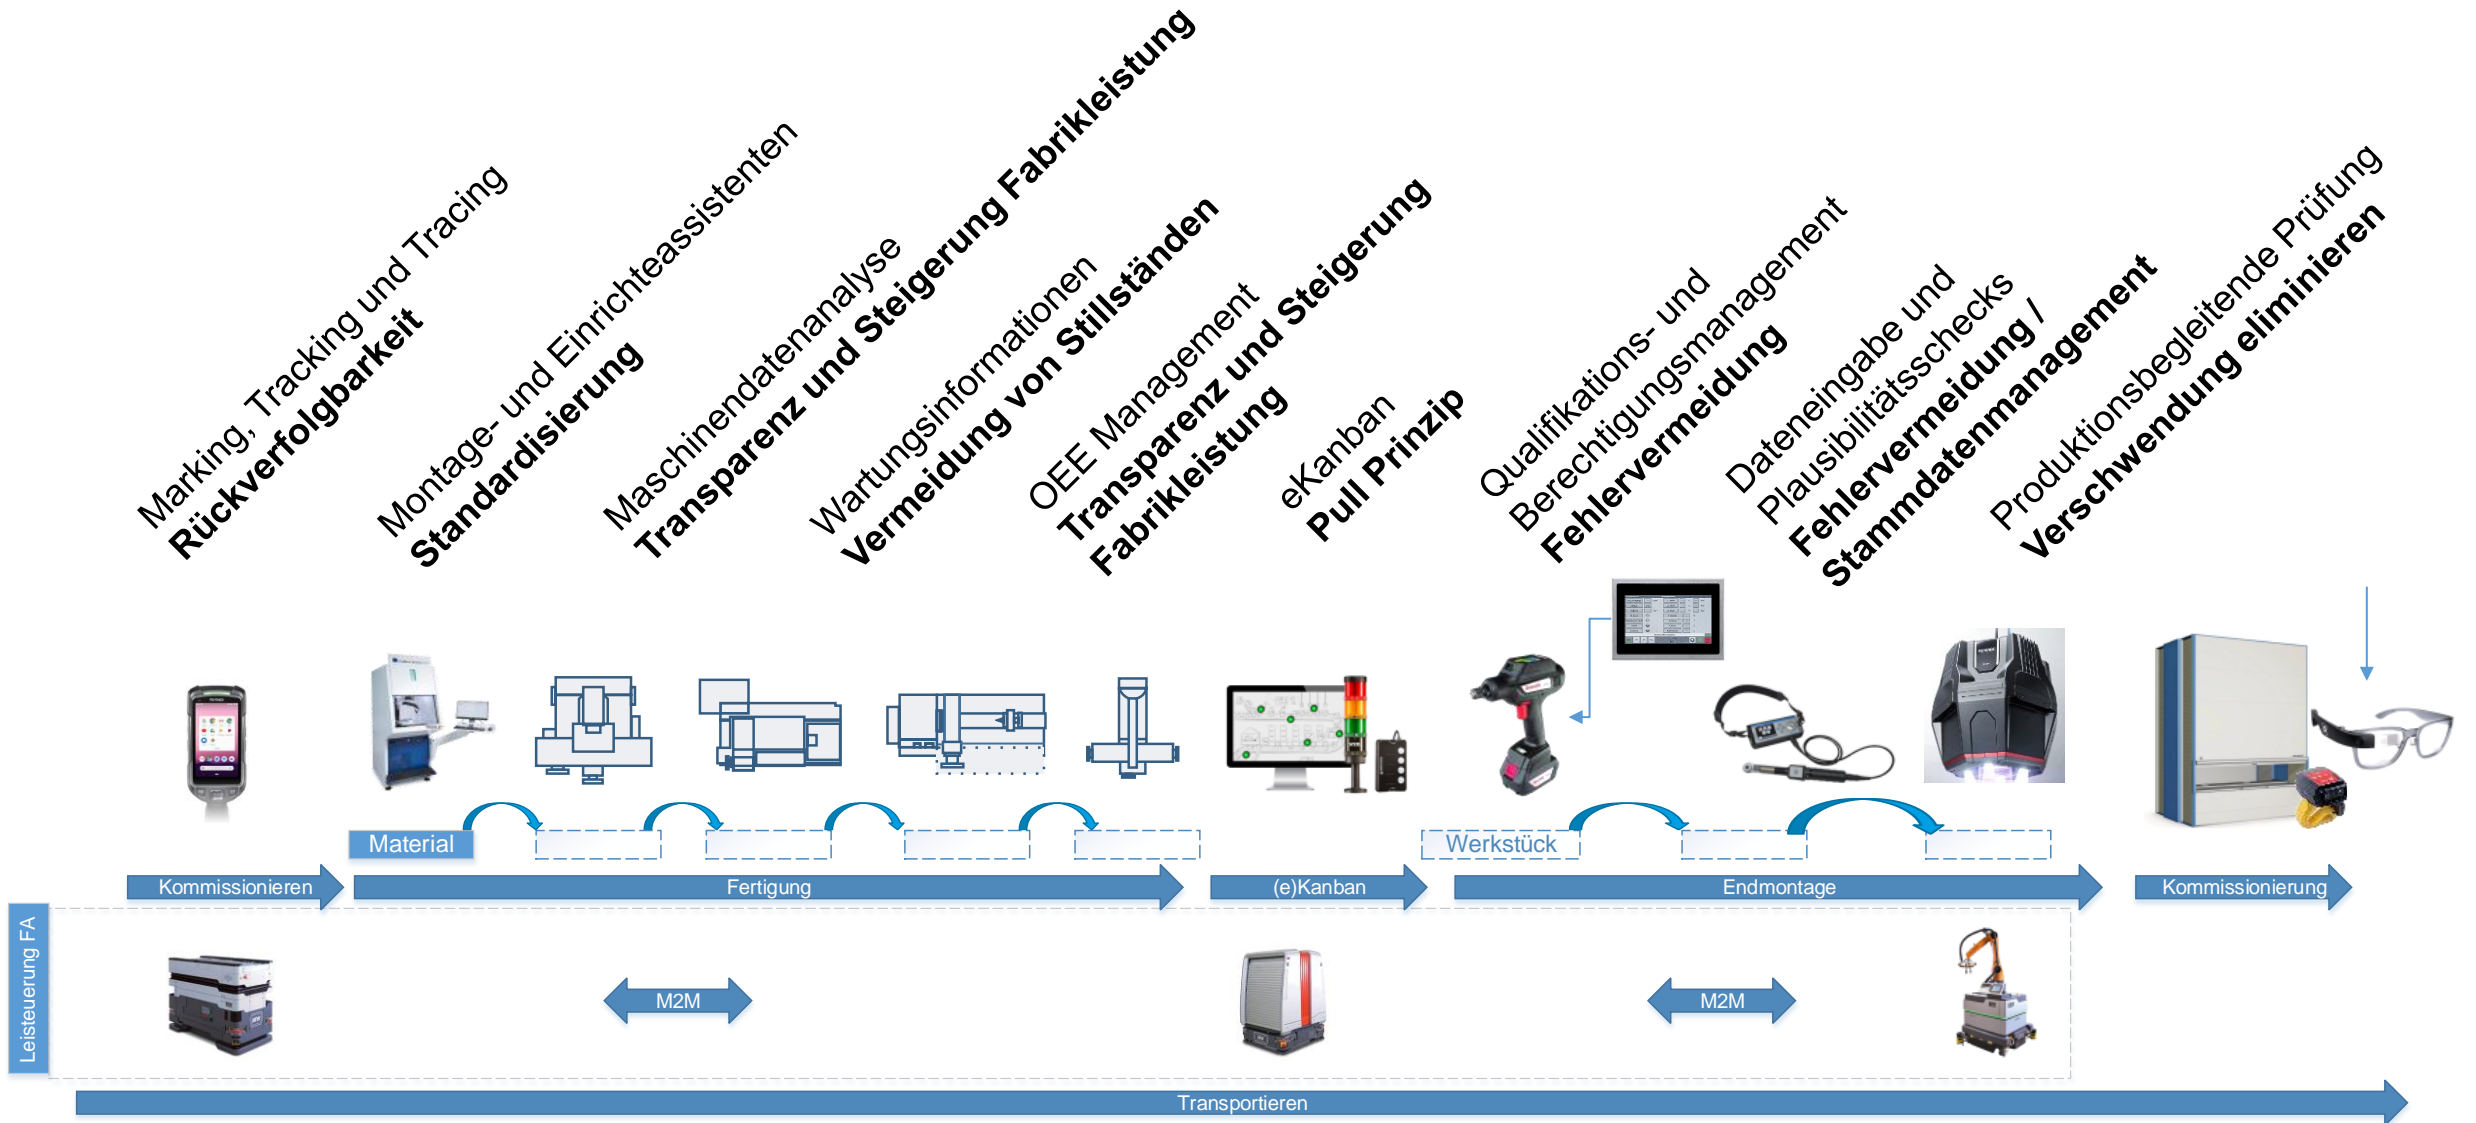 Marking, Tracking und Tracing
Rückverfolgbarkeit
Montage- und Einrichteassistenten
Standardisierung
Maschinendatenanalyse
Transparenz und Steigerung Fabrikleistung
Wartungsinformationen
Vermeidung von Stillständen
OEE Management
Transparenz und Steigerung
Fabrikleistung
eKanban
Pull Prinzip
Qualifikations- und
Berechtigungsmanagement
Fehlervermeidung
Dateneingabe und
Plausibilitätsschecks
Fehlervermeidung /
Stammdatenmanagement
Produktionsbegleitende Prüfung
Verschwendung eliminieren
Material
Werkstück
Kommissionieren
Fertigung
(e)Kanban
Endmontage
Kommissionierung
Leisteuerung FA
M2M
M2M
Transportieren